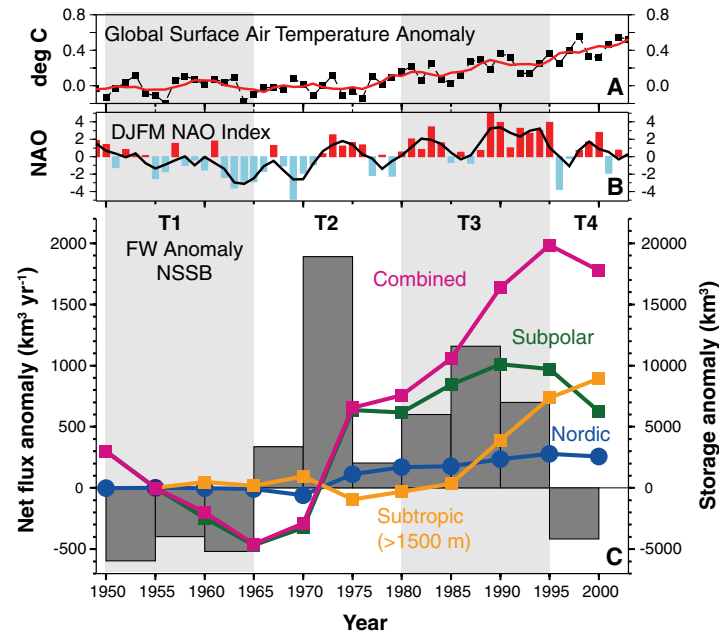 0.8
0.4
0.0
deg C
Global Surface Air Temperature Anomaly
0.8
0.4
0.0
A
4
2
0
-2
-4
NAO
DJFM NAO Index
4
2
0
-2
-4
B
T1
T2
T3
T4
FW Anomaly
NSSB
Combined
Subpolar
Nordic
Subtropic
(>1500 m)
C
2000
1500
1000
500
0
-500
Net flux anomaly (km³ yr⁻¹)
20000
15000
10000
5000
0
-5000
Storage anomaly (km³)
1950 1955 1960 1965 1970 1975 1980 1985 1990 1995 2000
Year